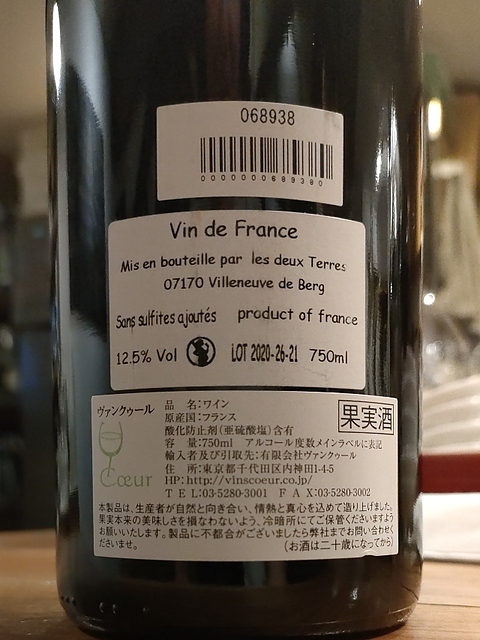 068938
0000000689380
Vin de France
Mis en bouteille par les deux Terres
07170 Villeneuve de Berg
Sans sulfites ajoutés product of france
12.5% Vol LOT 2020-26-21 750ml
ヴァンクゥール
Cœur
品 名:ワイン
果実酒
原産国:フランス
酸化防止剤(亜硫酸塩)含有
容 量:750ml アルコール度数メインラベルに表記
輸入者及び引取先:有限会社ヴァンクゥール
住 所:東京都千代田区内神田1-4-5
HP:http://vinscoeur.co.jp/
TEL:03-5280-3001 FAX:03-5280-3002
本製品は、生産者が自然と向き合い、情熱と真心を込めて造り上げました。
果実本来の美味しさを損なわないよう、冷暗所にてご保管くださいますよう
お願いいたします。製品に不都合がございましたら弊社までお問い合わせく
ださいませ。 (お酒は二十歳になってから)